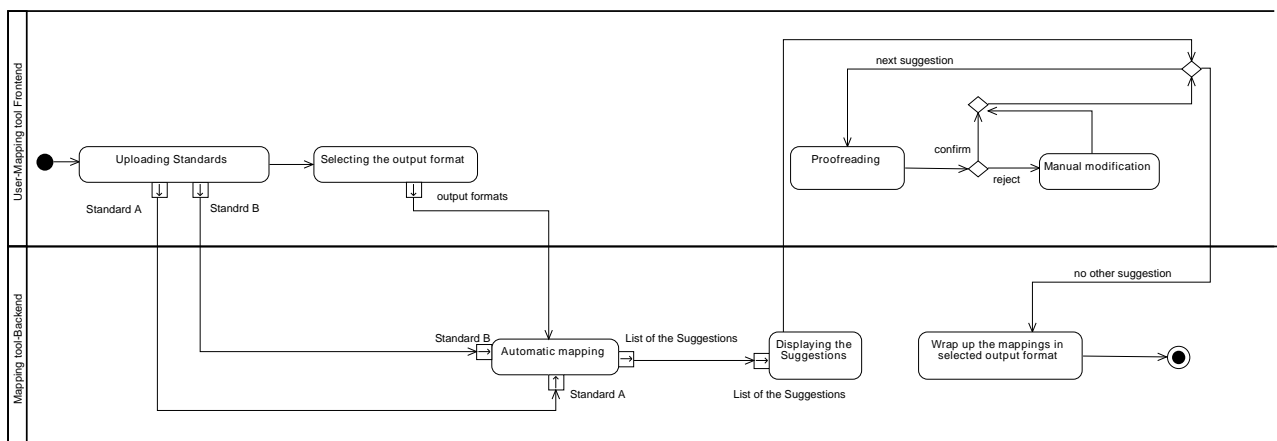 User-Mapping tool Frontend
next suggestion
Uploading Standards
Selecting the output format
Proofreading
confirm
reject
Manual modification
Standard A
Standrd B
output formats
Mapping tool-Backend
no other suggestion
Standard B
Automatic mapping
List of the Suggestions
Displaying the
Suggestions
Wrap up the mappings in
selected output format
Standard A
List of the Suggestions